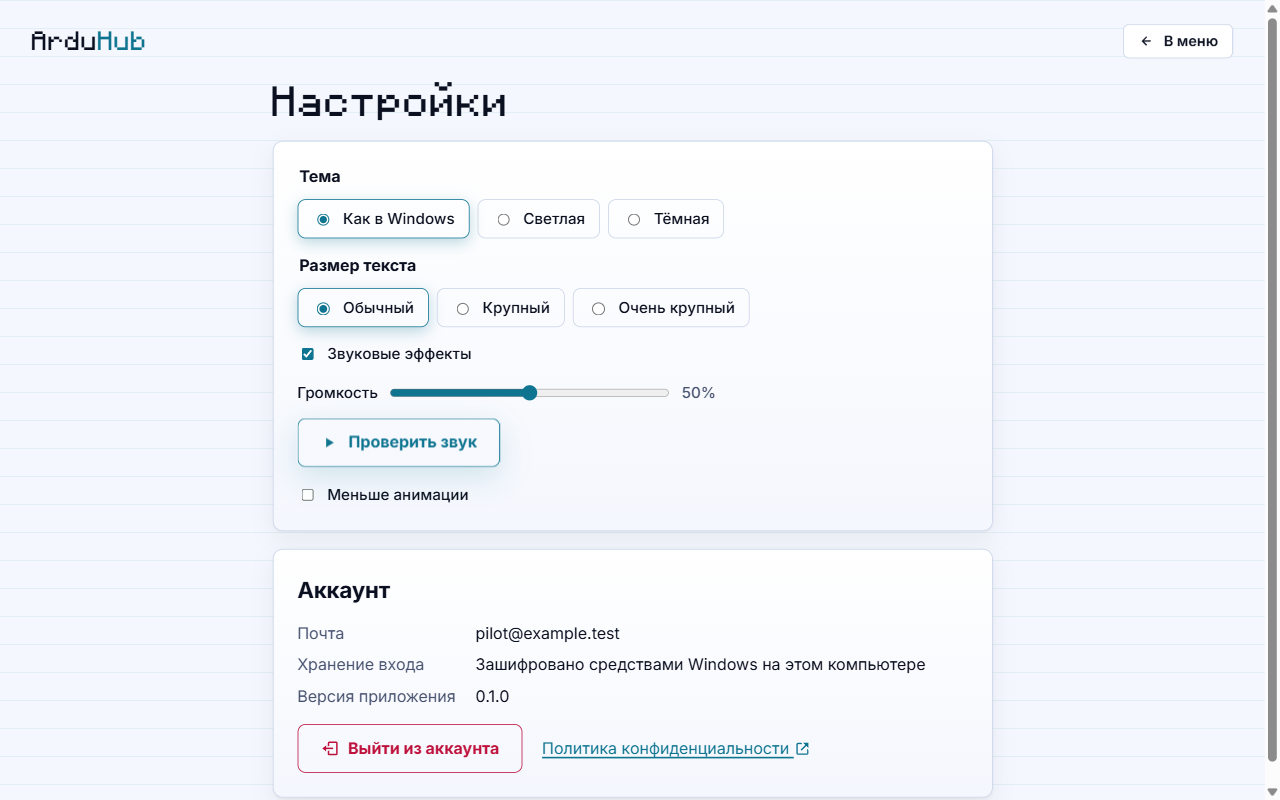 ArduHub
← В меню
Настройки
Тема
Как в Windows Светлая Тёмная
Размер текста
Обычный Крупный Очень крупный
Звуковые эффекты
Громкость 50%
Проверить звук
Меньше анимации
Аккаунт
Почта pilot@example.test
Хранение входа Зашифровано средствами Windows на этом компьютере
Версия приложения 0.1.0
Выйти из аккаунта Политика конфиденциальности